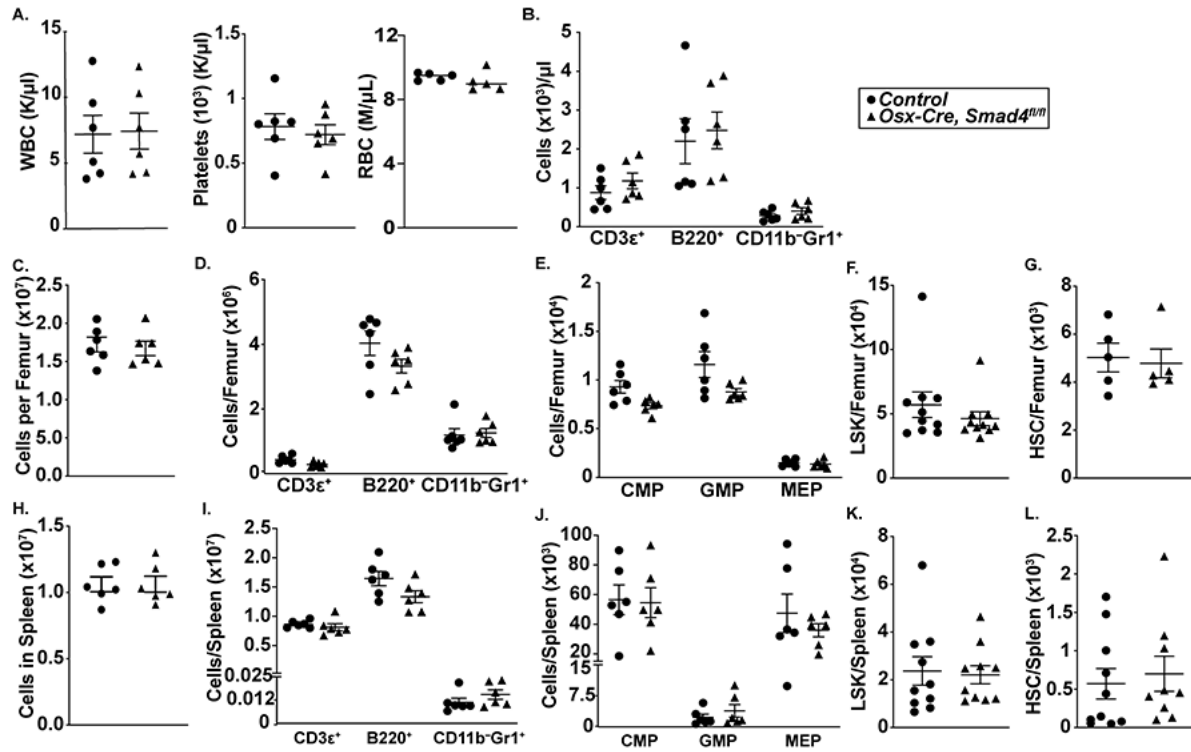 A.
WBC (K/µl)
15
10
5
0
Platelets (10³) (K/µl)
1.5
1
0.5
0
RBC (M/µL)
12
9
6
3
0
B.
Cells (x10³)/µl
5
4
3
2
1
0
CD3ε⁺ B220⁺ CD11b⁻Gr1⁺
Control
Osx-Cre, Smad4fl/fl
C.
Cells per Femur (x10⁷)
2.5
2.0
1.5
1.0
0.5
0.0
D.
Cells/Femur (x10⁶)
6
4
2
0
CD3ε⁺ B220⁺ CD11b⁻Gr1⁺
E.
Cells/Femur (x10⁴)
2
1.5
1
0.5
0
CMP GMP MEP
F.
LSK/Femur (x10⁴)
15
10
5
0
G.
HSC/Femur (x10³)
8
6
4
2
0
H.
Cells in Spleen (x10⁷)
1.5
1.0
0.5
0.0
I.
Cells/Spleen (x10⁷)
2.5
2.0
1.5
1.0
0.5
0.025
0.012
0
CD3ε⁺ B220⁺ CD11b⁻Gr1⁺
J.
Cells/Spleen (x10³)
100
80
60
40
20
15
7.5
0
CMP GMP MEP
K.
LSK/Spleen (x10⁴)
8
6
4
2
0
L.
HSC/Spleen (x10³)
2.5
2
1.5
1
0.5
0